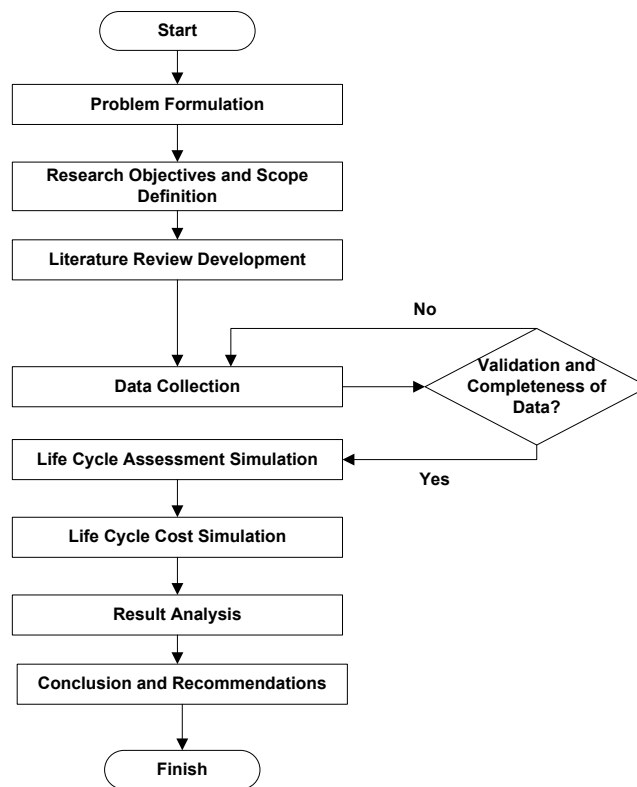 Start
Problem Formulation
Research Objectives and Scope
Definition
Literature Review Development
No
Data Collection
Validation and
Completeness of
Data?
Life Cycle Assessment Simulation
Yes
Life Cycle Cost Simulation
Result Analysis
Conclusion and Recommendations
Finish